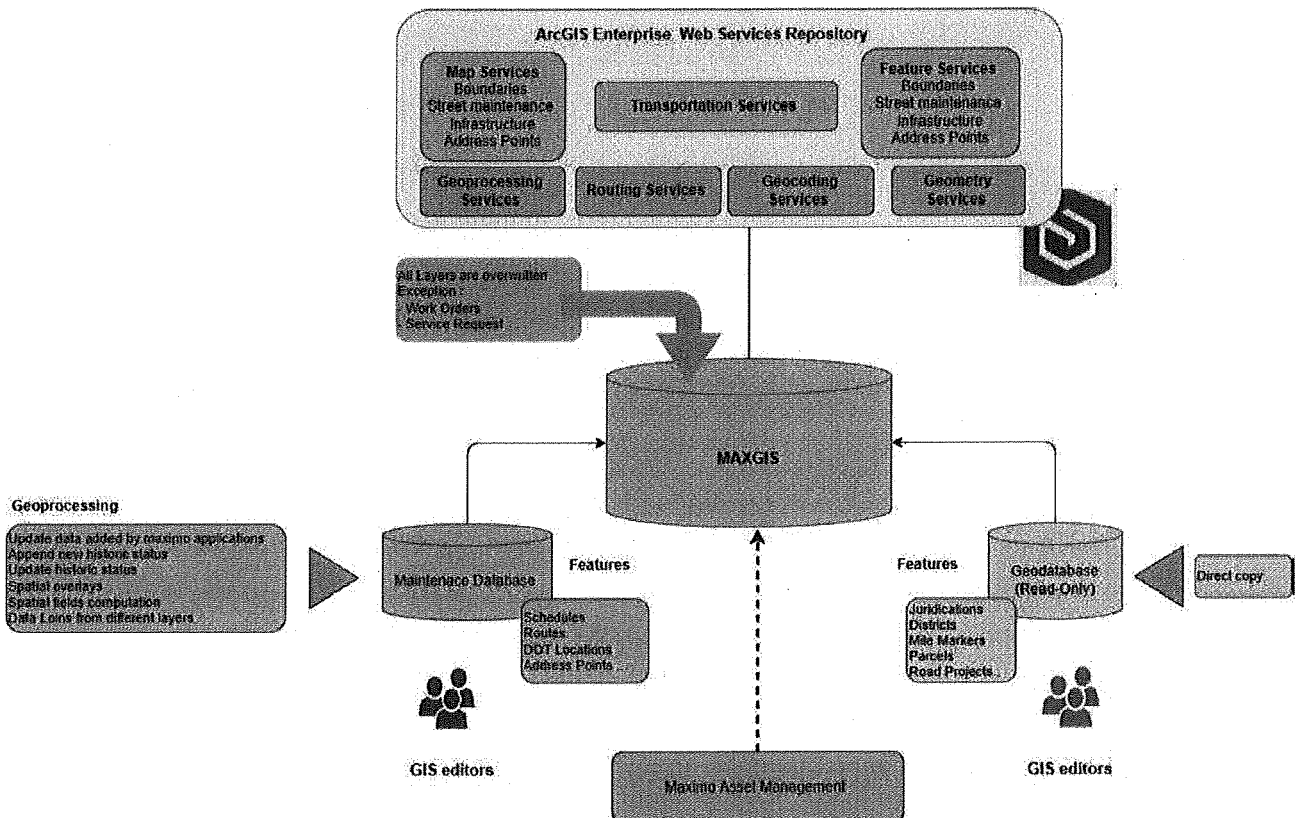 ArcGIS Enterprise Web Services Repository
Map Services
Boundaries
Street maintenance
Infrastructure
Address Points
Transportation Services
Feature Services
Boundaries
Street maintenance
Infrastructure
Address Points
Geoprocessing
Services
Routing Services
Geocoding
Services
Geometry
Services
All Layers are overwritten
Exception :
- Work Orders
- Service Request
MAXGIS
Geoprocessing
Update data added by maximo applications
Append new historic status
Update historic status
Spatial overlays
Spatial fields computation
Data Loins from different layers
Maintenace Database
Features
Schedules
Routes
DOT Locations
Address Points ...
GIS editors
Features
Geodatabase
(Read-Only)
Juridications
Districts
Mile Markers
Parcels
Road Projects ..
Direct copy
GIS editors
Maximo Asset Management